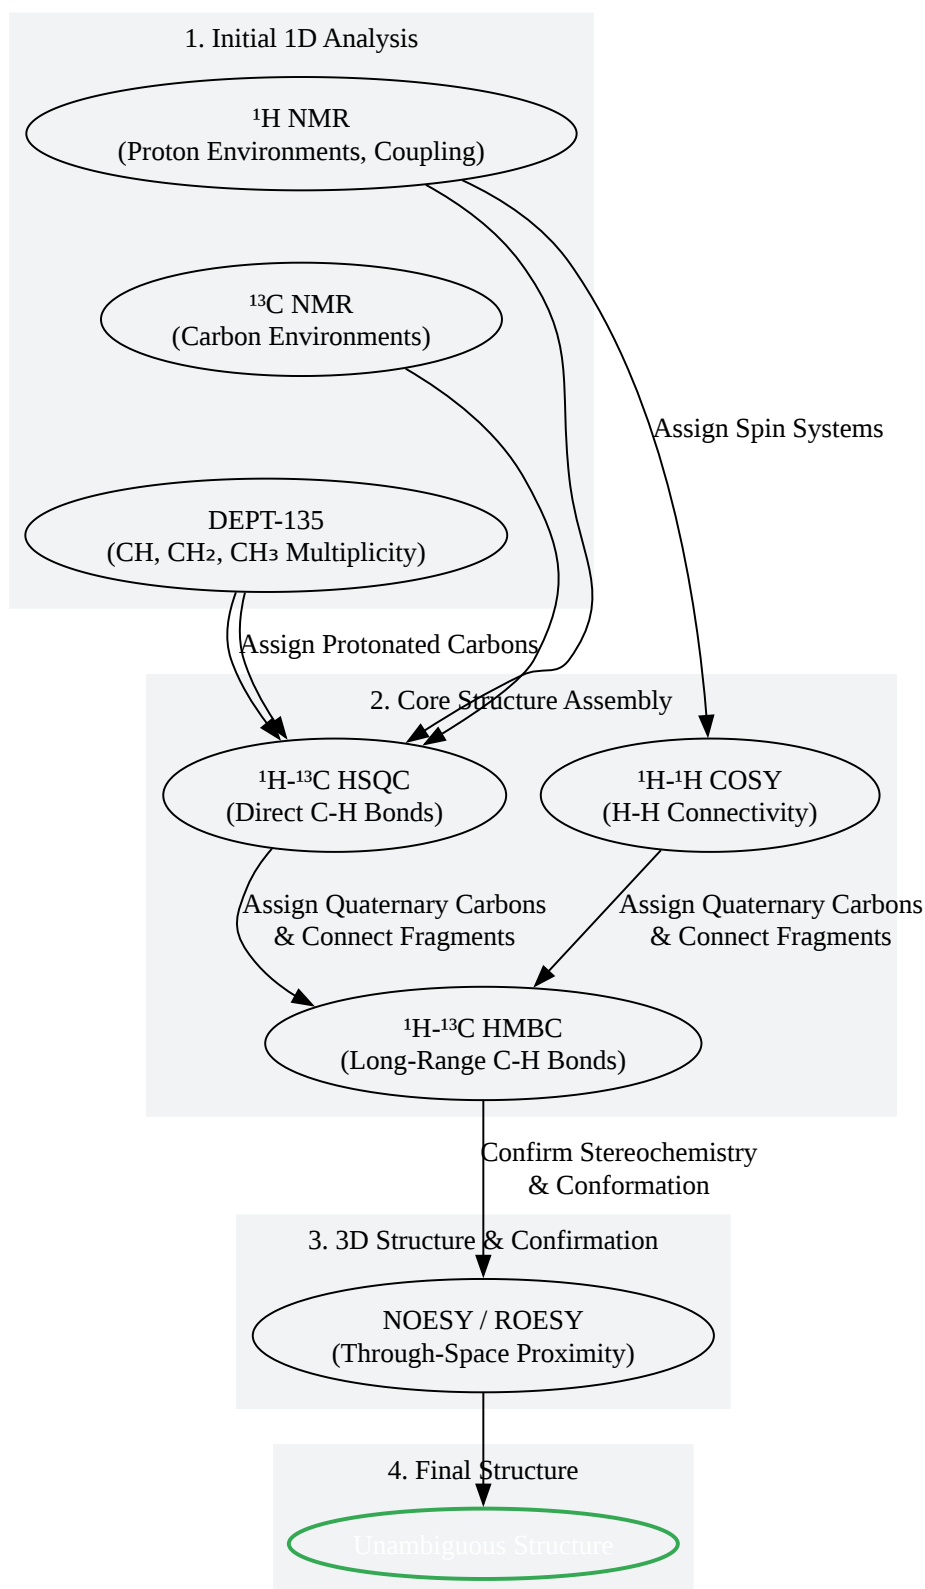 1. Initial 1D Analysis
¹H NMR
(Proton Environments, Coupling)
¹³C NMR
(Carbon Environments)
Assign Spin Systems
DEPT-135
(CH, CH₂, CH₃ Multiplicity)
Assign Protonated Carbons
2. Core Structure Assembly
¹H-¹³C HSQC
(Direct C-H Bonds)
¹H-¹H COSY
(H-H Connectivity)
Assign Quaternary Carbons
& Connect Fragments
Assign Quaternary Carbons
& Connect Fragments
¹H-¹³C HMBC
(Long-Range C-H Bonds)
Confirm Stereochemistry
& Conformation
3. 3D Structure & Confirmation
NOESY / ROESY
(Through-Space Proximity)
4. Final Structure
Unambiguous Structure